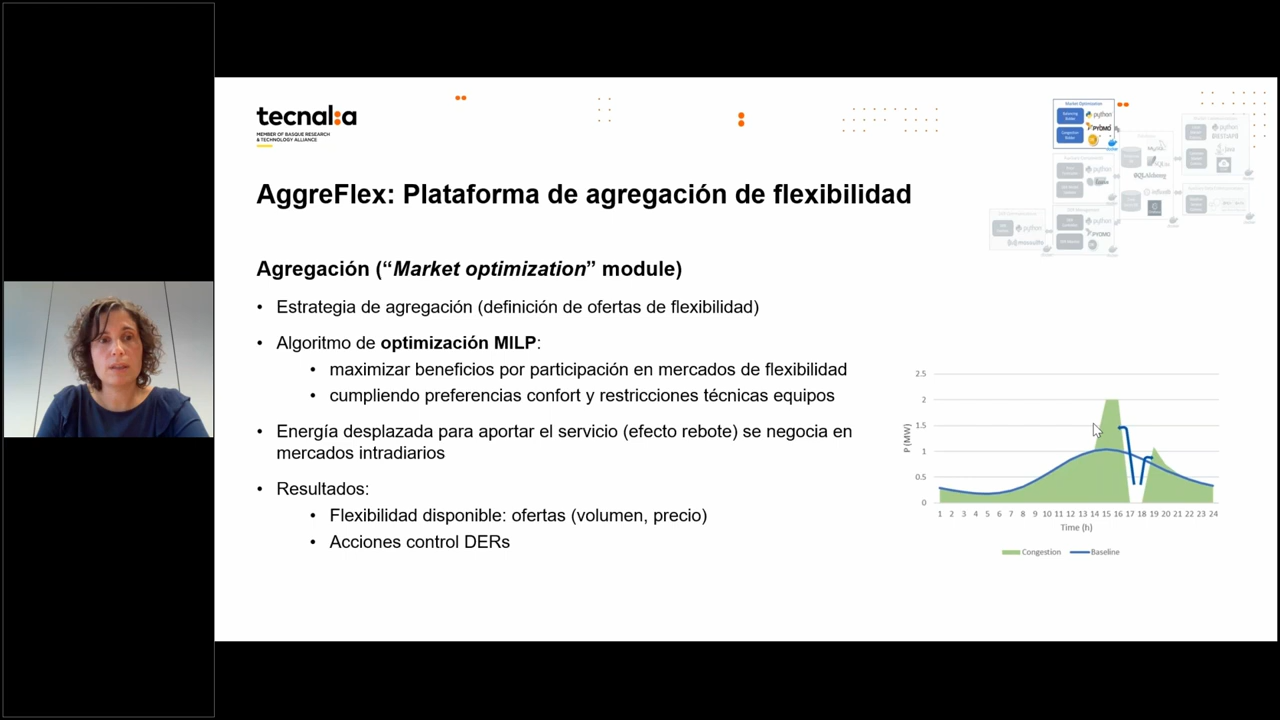 tecnal:a
MEMBER OF BASQUE RESEARCH
& TECHNOLOGY ALLIANCE
Market Optimization
python
PYOMO
AggreFlex: Plataforma de agregación de flexibilidad
Agregación (“Market optimization” module)
• Estrategia de agregación (definición de ofertas de flexibilidad)
• Algoritmo de optimización MILP:
• maximizar beneficios por participación en mercados de flexibilidad
• cumpliendo preferencias confort y restricciones técnicas equipos
• Energía desplazada para aportar el servicio (efecto rebote) se negocia en
mercados intradiarios
• Resultados:
• Flexibilidad disponible: ofertas (volumen, precio)
• Acciones control DERs
2.5
2
1.5
1
0.5
0
P (MW)
1 2 3 4 5 6 7 8 9 10 11 12 13 14 15 16 17 18 19 20 21 22 23 24
Time (h)
Congestion Baseline